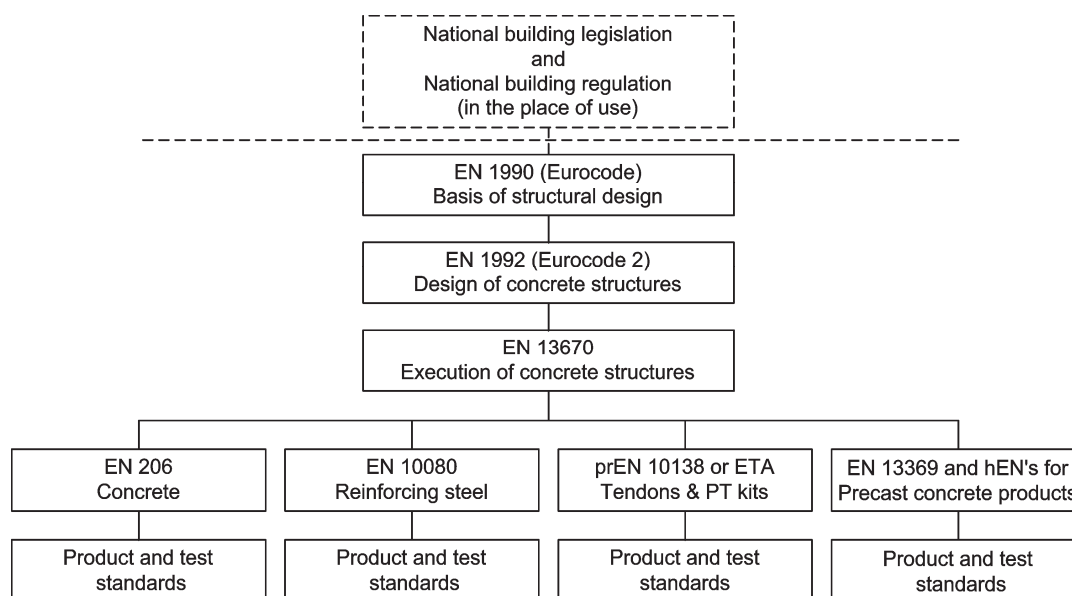 National building legislation
and
National building regulation
(in the place of use)
EN 1990 (Eurocode)
Basis of structural design
EN 1992 (Eurocode 2)
Design of concrete structures
EN 13670
Execution of concrete structures
EN 206
Concrete
EN 10080
Reinforcing steel
prEN 10138 or ETA
Tendons & PT kits
EN 13369 and hEN's for
Precast concrete products
Product and test
standards
Product and test
standards
Product and test
standards
Product and test
standards